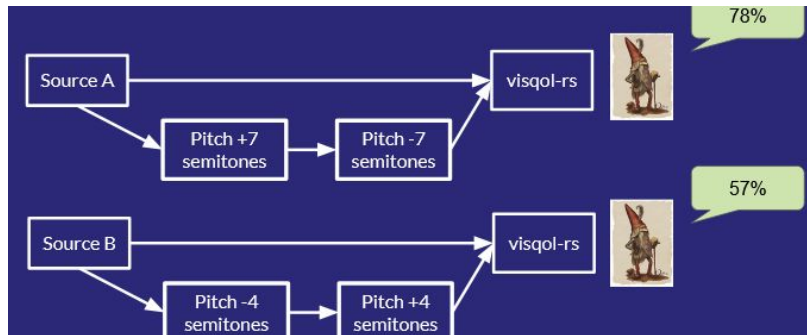 78%
Source A
visqol-rs
Pitch +7
semitones
Pitch -7
semitones
57%
Source B
visqol-rs
Pitch -4
semitones
Pitch +4
semitones